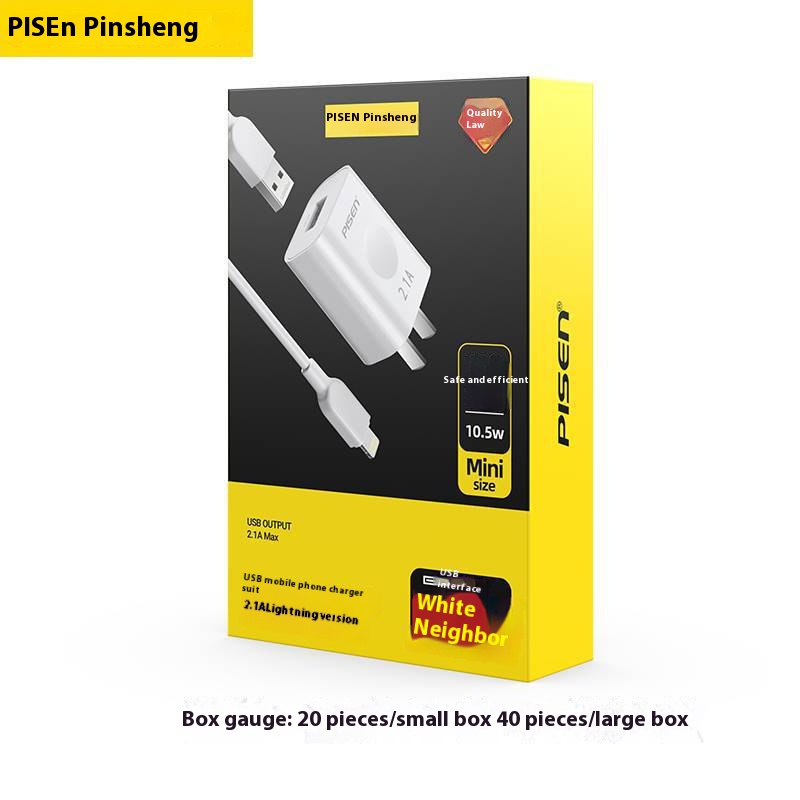 PISEn Pinsheng
PISEN Pinsheng
Quality
Law
PISEN
2.1A
PISEN®
Safe and efficient
10.5w
Mini
size
USB OUTPUT
2.1A Max
USB mobile phone charger
suit
2.1ALightning version
USB
interface
White
Neighbor
Box gauge: 20 pieces/small box 40 pieces/large box